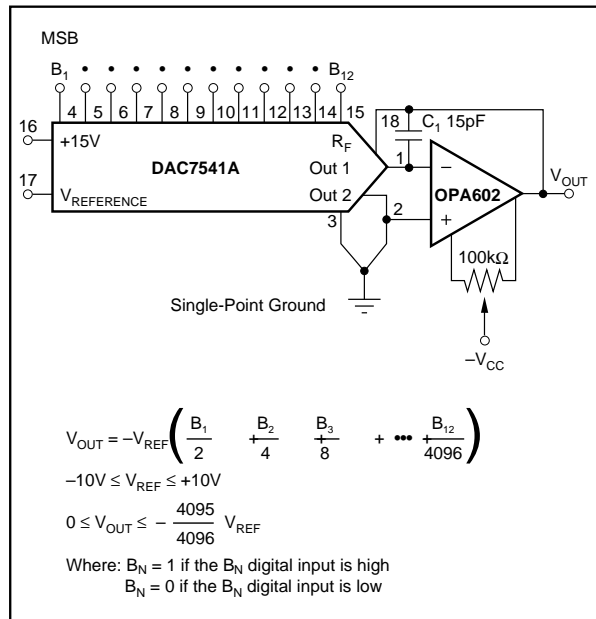 MSB
B1 • • • • • • • • • • B12
4 5 6 7 8 9 10 11 12 13 14 15
16
+15V
RF
18
C1 15pF
DAC7541A
Out 1
1
–
17
VREFERENCE
Out 2
2
+
OPA602
VOUT
3
100kΩ
Single-Point Ground
–VCC
VOUT = –VREF ( B1/2 + B2/4 + B3/8 + ••• + B12/4096 )
–10V ≤ VREF ≤ +10V
0 ≤ VOUT ≤ – 4095/4096 VREF
Where: BN = 1 if the BN digital input is high
BN = 0 if the BN digital input is low